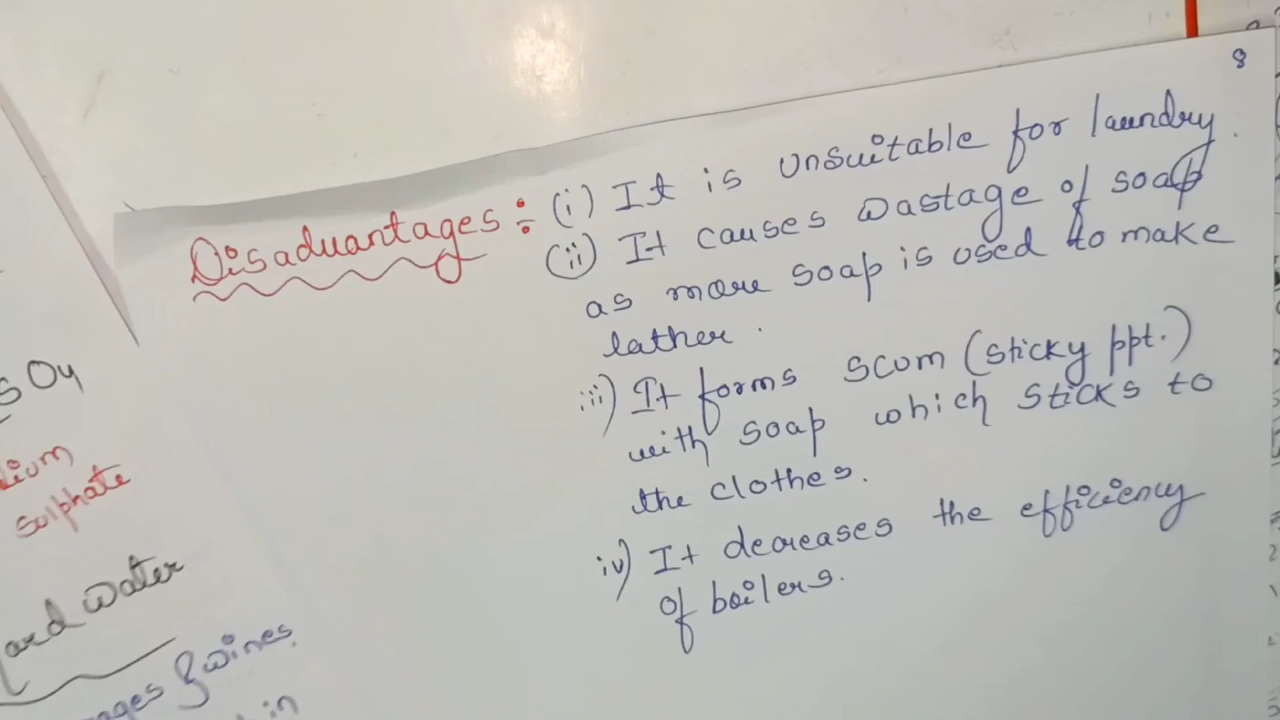 8
Disadvantages :- (i) It is unsuitable for laundry.
(ii) It causes wastage of soap
as more soap is used to make
lather.
iii) It forms scum (sticky ppt.)
with soap which sticks to
the clothes.
iv) It decreases the efficiency
of boilers.
SO4
sulphate
water
wines.
in